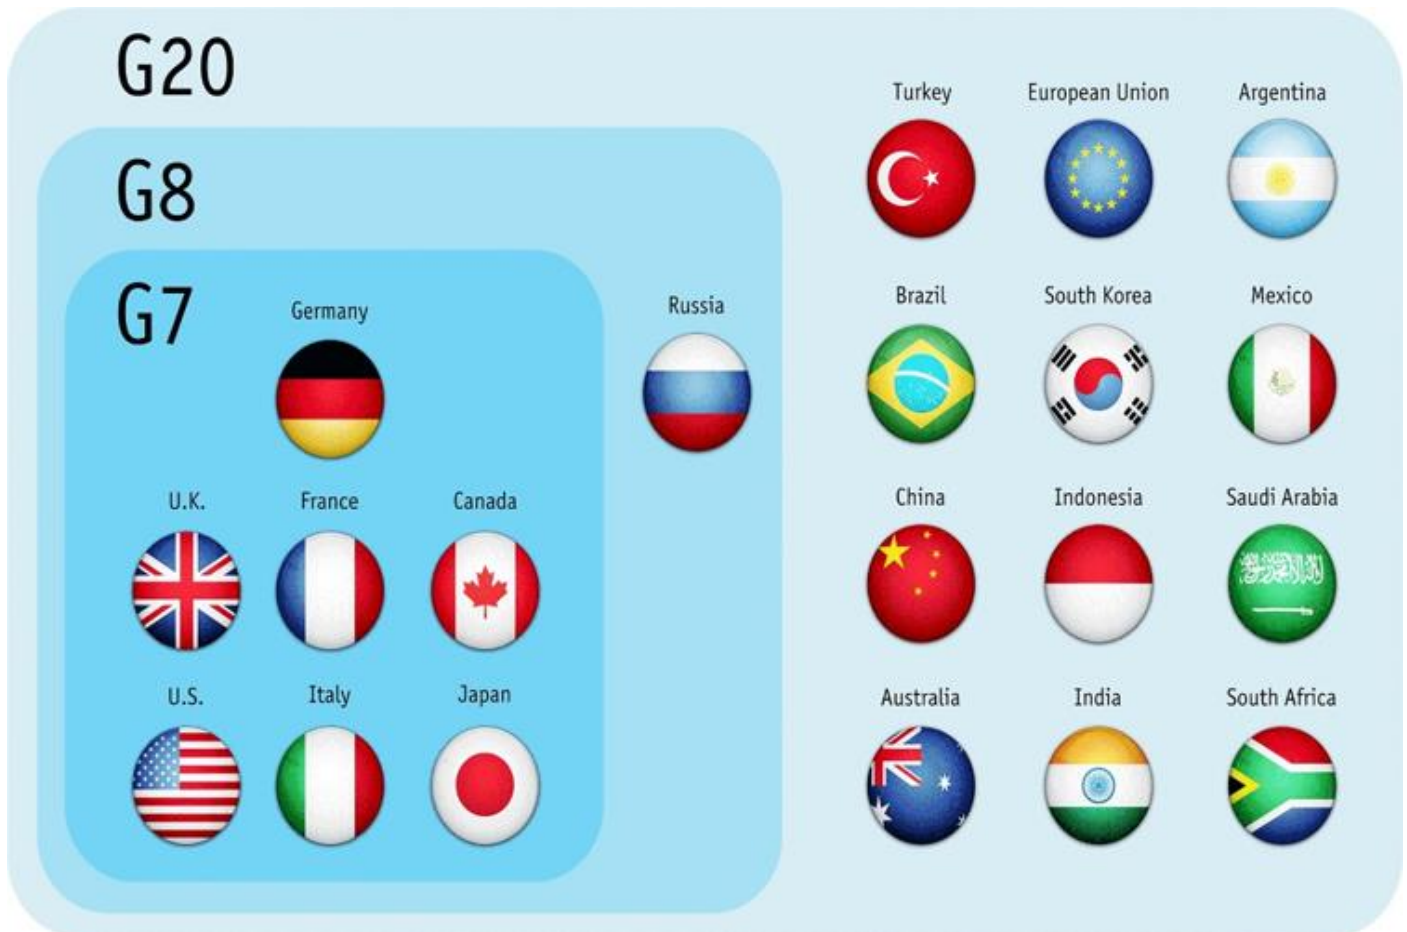 G20
Turkey European Union Argentina
G8
G7
Germany Russia Brazil South Korea Mexico
U.K. France Canada China Indonesia Saudi Arabia
U.S. Italy Japan Australia India South Africa